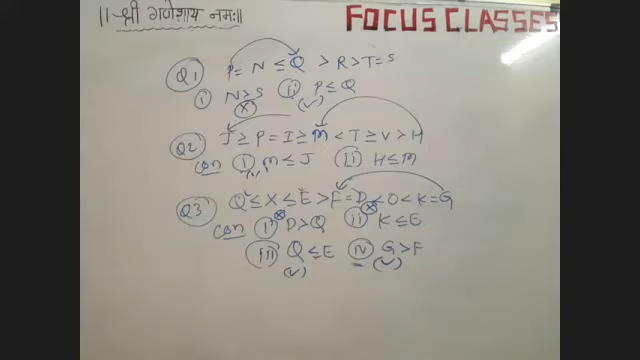 ॥ श्री गणेशाय नमः॥ FOCUS CLASSES
Q1 P = N ≤ Q > R > T = S
(i) N > S (×) (ii) P ≤ Q (✓)
Q2 J ≥ P = I ≥ M < T ≥ V > H
Con (i) M ≤ J (✓) (ii) H ≤ M
Q3 Q ≤ X ≤ E > F = D < O < K = G
Con (i) D > Q (×) (ii) K ≤ E (×)
(iii) Q ≤ E (✓) (iv) G > F (✓)